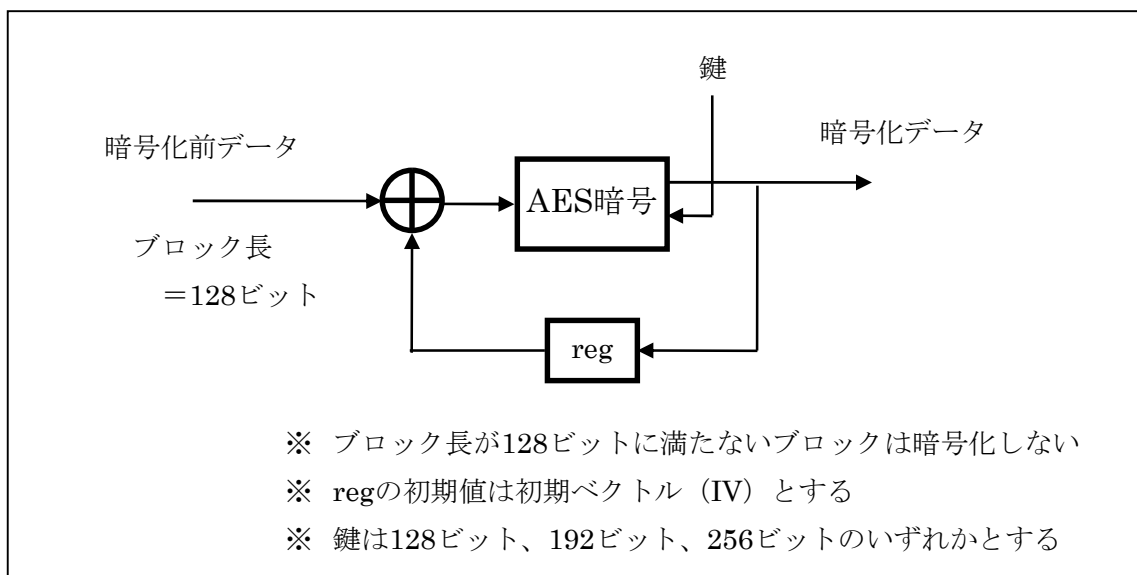 鍵
暗号化前データ
暗号化データ
AES暗号
ブロック長
＝128ビット
reg
※ ブロック長が128ビットに満たないブロックは暗号化しない
※ regの初期値は初期ベクトル（IV）とする
※ 鍵は128ビット、192ビット、256ビットのいずれかとする